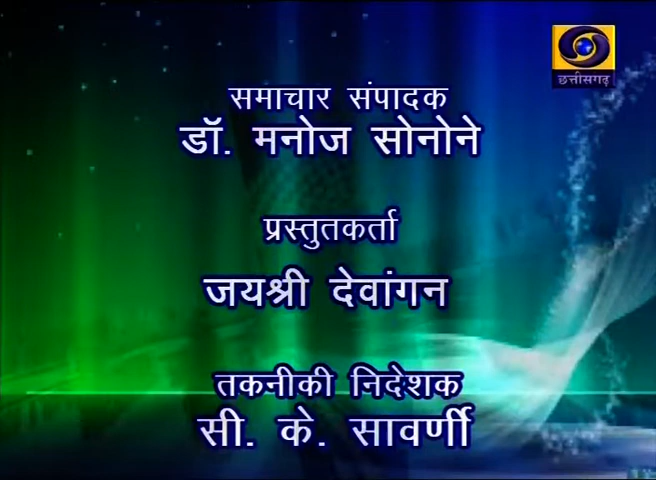 छत्तीसगढ़
समाचार संपादक
डॉ. मनोज सोनोने
प्रस्तुतकर्ता
जयश्री देवांगन
तकनीकी निदेशक
सी. के. सावर्णी